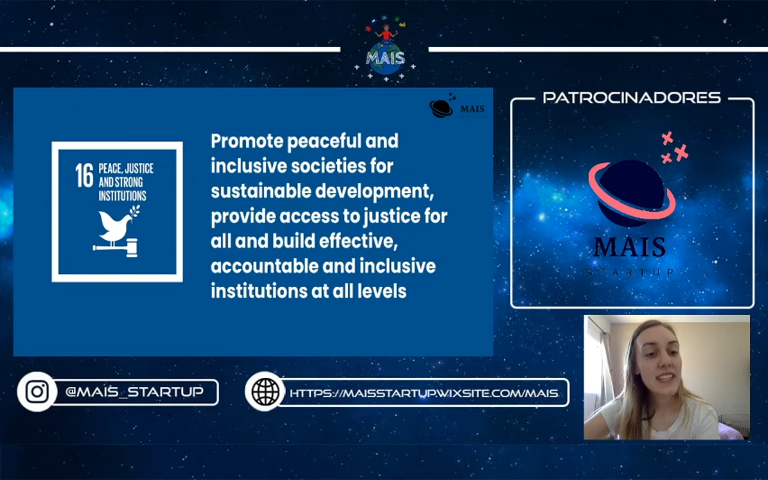 MAIS
PATROCINADORES
MAIS
16 PEACE, JUSTICE
AND STRONG
INSTITUTIONS
Promote peaceful and
inclusive societies for
sustainable development,
provide access to justice for
all and build effective,
accountable and inclusive
institutions at all levels
MAIS
STARTUP
@MAIS_STARTUP
HTTPS://MAISSTARTUP.WIXSITE.COM/MAIS